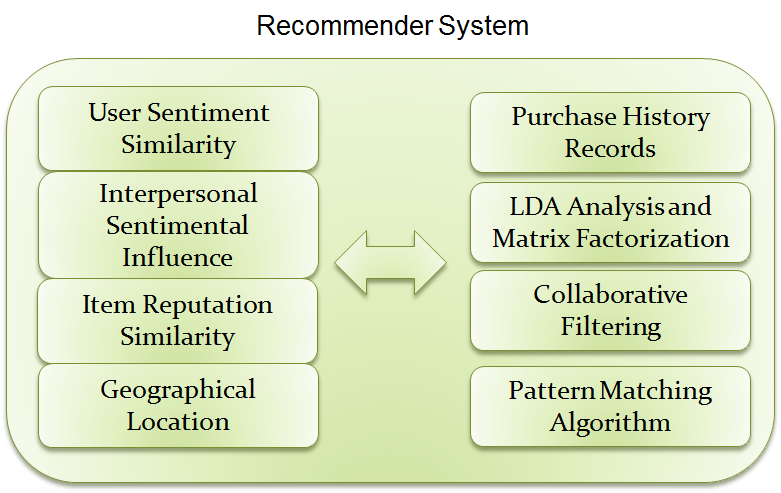 Recommender System
User Sentiment
Similarity
Interpersonal
Sentimental
Influence
Item Reputation
Similarity
Geographical
Location
Purchase History
Records
LDA Analysis and
Matrix Factorization
Collaborative
Filtering
Pattern Matching
Algorithm